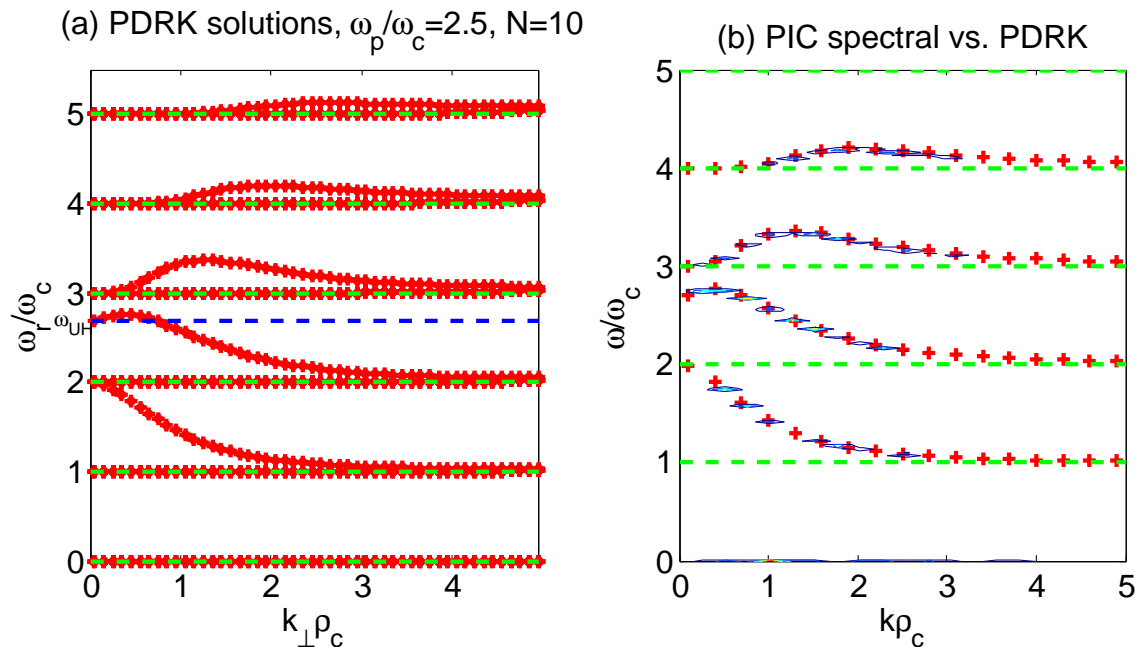 (a) PDRK solutions, ω_p/ω_c=2.5, N=10
5
4
3
ω_UH
2
1
0
ω_r/ω_c
0 1 2 3 4
k_⊥ρ_c
(b) PIC spectral vs. PDRK
5
4
3
2
1
0
ω/ω_c
0 1 2 3 4 5
kρ_c